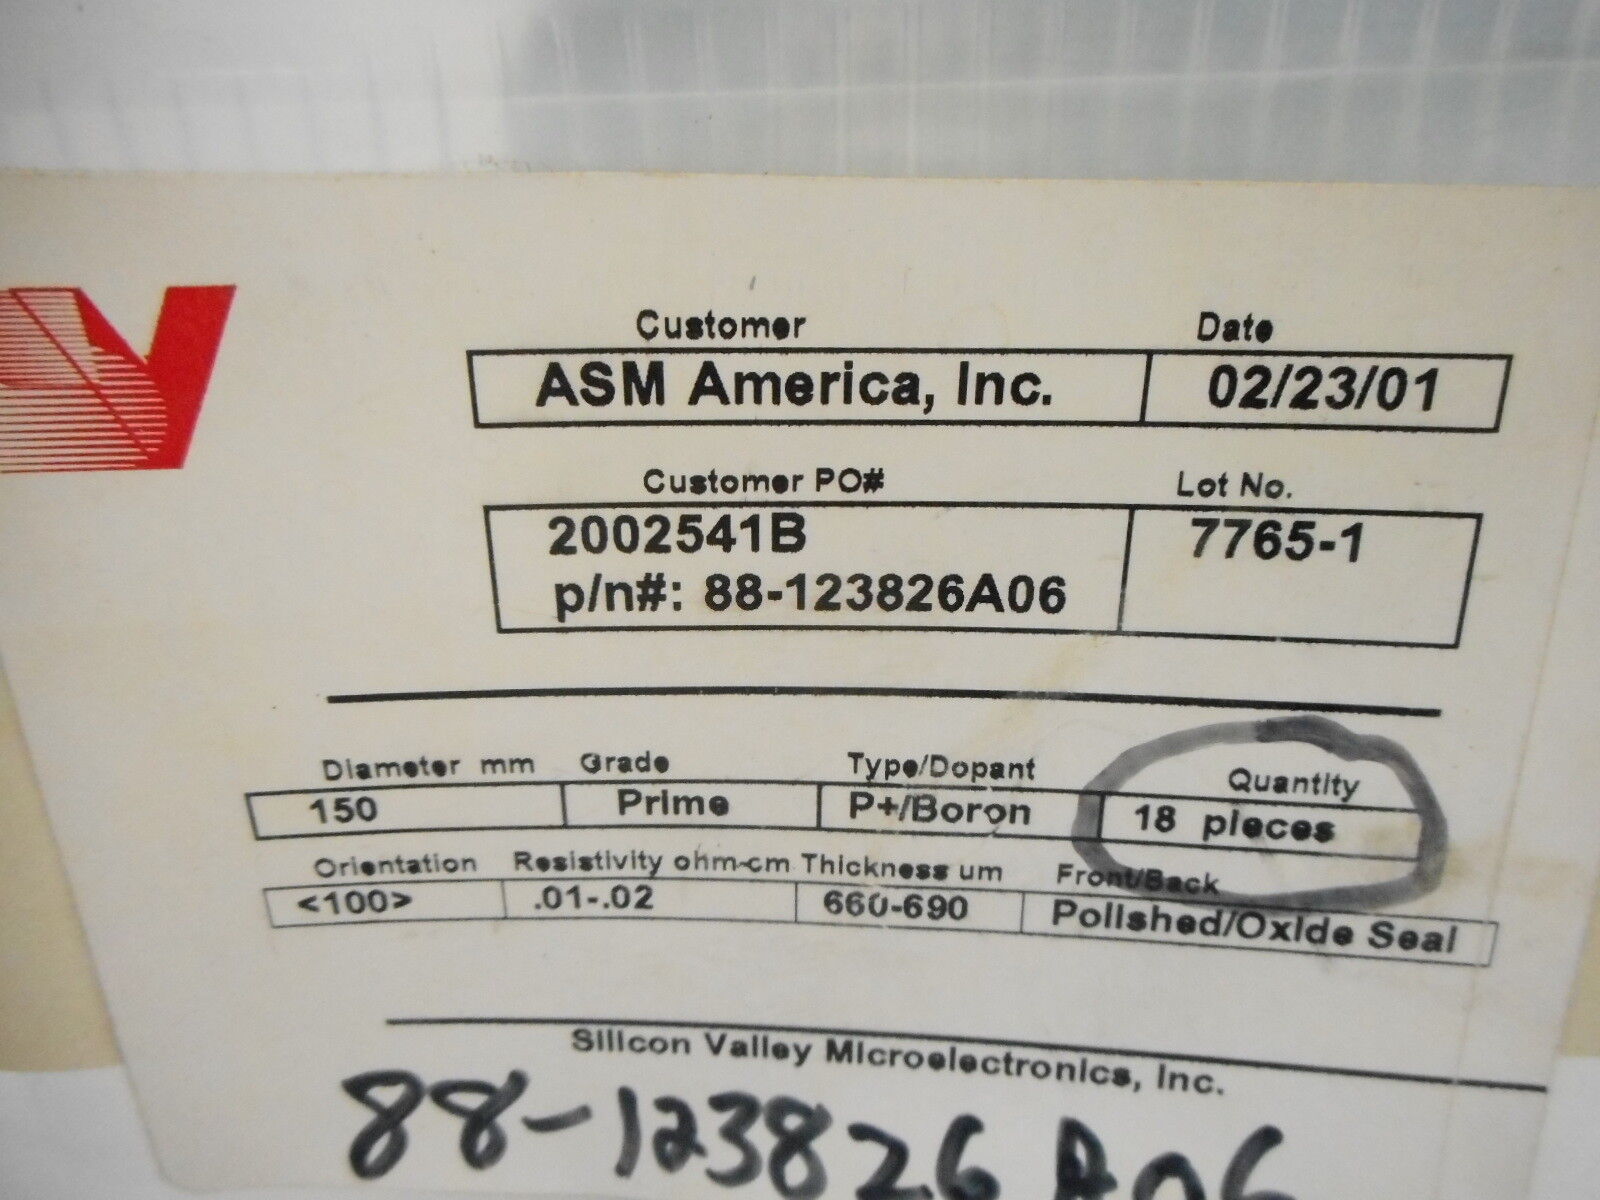 Customer Date
ASM America, Inc. 02/23/01
Customer PO# Lot No.
2002541B 7765-1
p/n#: 88-123826A06
Diameter mm Grade Type/Dopant Quantity
150 Prime P+/Boron 18 pieces
Orientation Resistivity ohm-cm Thickness um Front/Back
<100> .01-.02 660-690 Polished/Oxide Seal
Silicon Valley Microelectronics, Inc.
88-123826A06